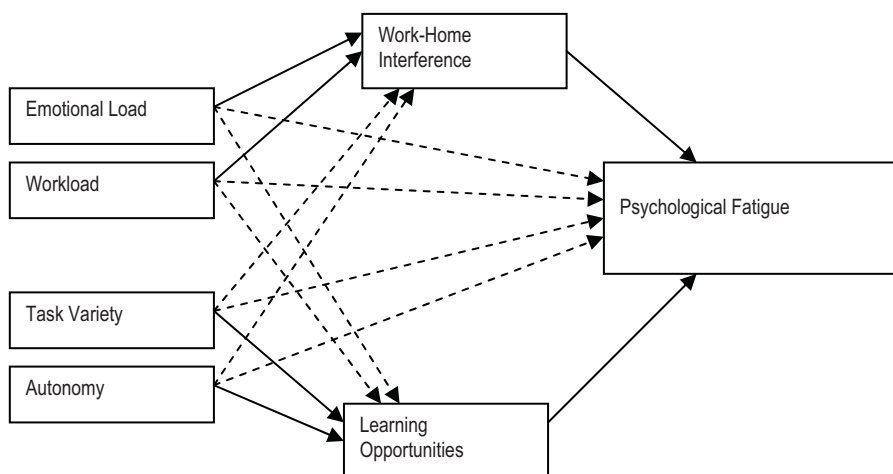 Work-Home
Interference
Emotional Load
Workload
Psychological Fatigue
Task Variety
Autonomy
Learning
Opportunities